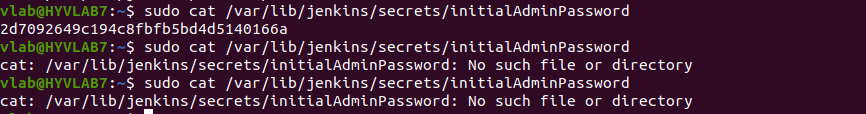 vlab@HYVLAB7:~$ sudo cat /var/lib/jenkins/secrets/initialAdminPassword
2d7092649c194c8fbfb5bd4d5140166a
vlab@HYVLAB7:~$ sudo cat /var/lib/jenkins/secrets/initialAdminPassword
cat: /var/lib/jenkins/secrets/initialAdminPassword: No such file or directory
vlab@HYVLAB7:~$ sudo cat /var/lib/jenkins/secrets/initialAdminPassword
cat: /var/lib/jenkins/secrets/initialAdminPassword: No such file or directory